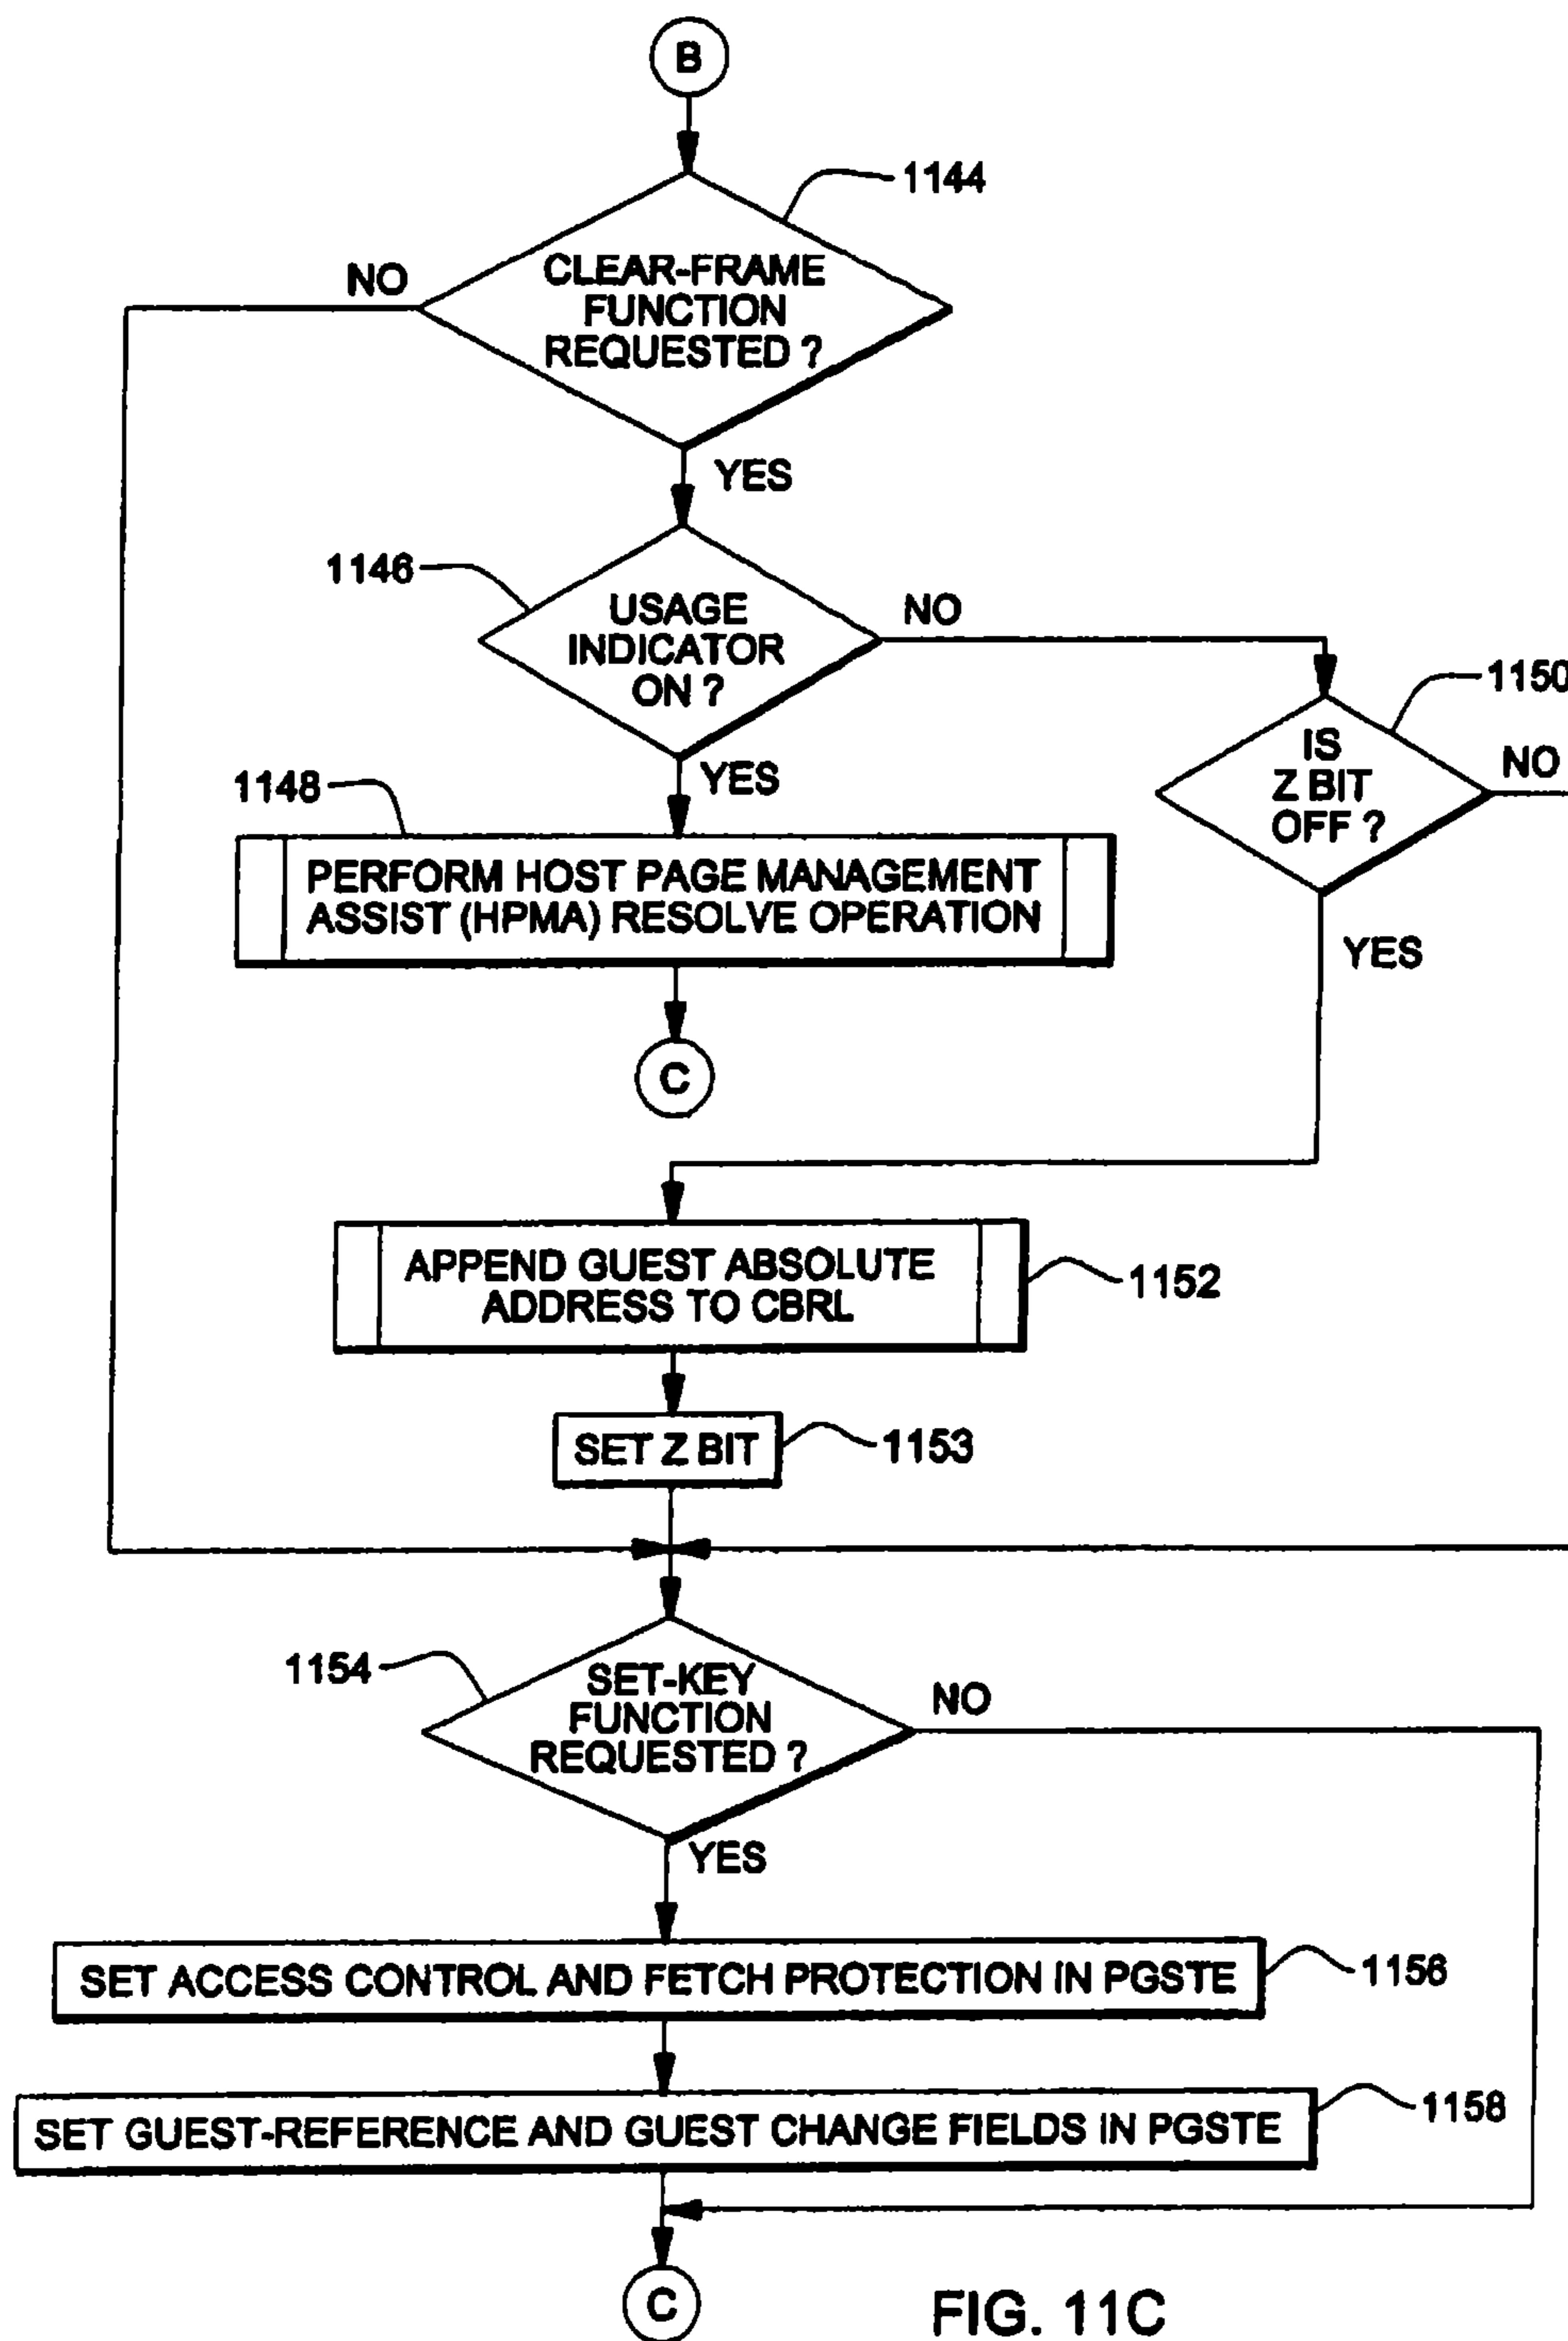 B
1144
CLEAR-FRAME
FUNCTION
REQUESTED ?
NO
YES
1146
USAGE
INDICATOR
ON ?
NO
1150
IS
Z BIT
OFF ?
NO
YES
1148
PERFORM HOST PAGE MANAGEMENT
ASSIST (HPMA) RESOLVE OPERATION
YES
C
APPEND GUEST ABSOLUTE
ADDRESS TO CBRL
1152
SET Z BIT
1153
1154
SET-KEY
FUNCTION
REQUESTED ?
NO
YES
SET ACCESS CONTROL AND FETCH PROTECTION IN PGSTE
1156
SET GUEST-REFERENCE AND GUEST CHANGE FIELDS IN PGSTE
1158
C
FIG. 11C